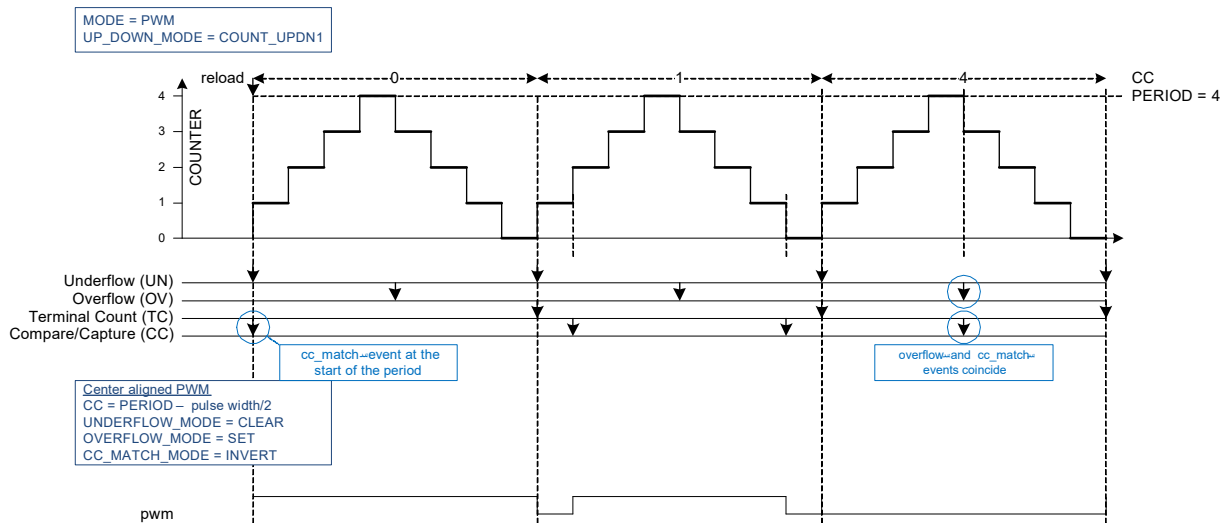 MODE = PWM
UP_DOWN_MODE = COUNT_UPDN1
reload
0
1
4
CC
PERIOD = 4
COUNTER
4
3
2
1
0
Underflow (UN)
Overflow (OV)
Terminal Count (TC)
Compare/Capture (CC)
cc_match event at the
start of the period
overflow and cc_match
events coincide
Center aligned PWM
CC = PERIOD – pulse width/2
UNDERFLOW_MODE = CLEAR
OVERFLOW_MODE = SET
CC_MATCH_MODE = INVERT
pwm